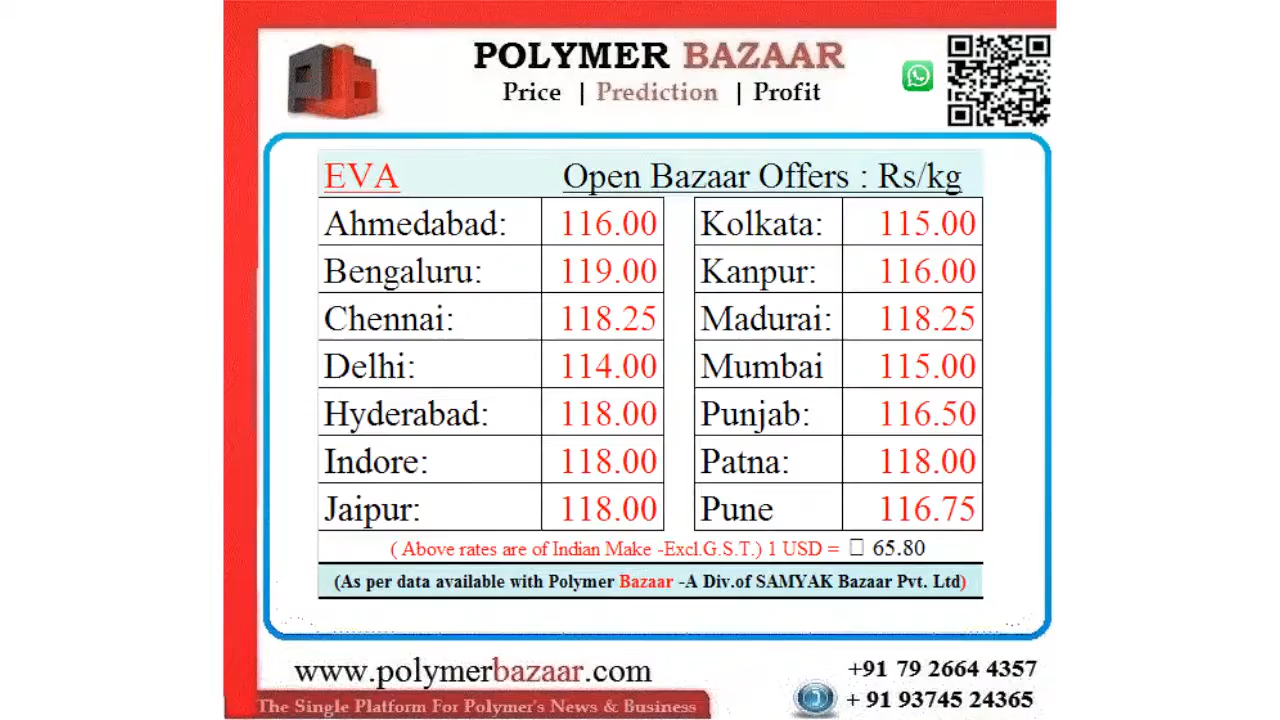 POLYMER BAZAAR
Price | Prediction | Profit
EVA Open Bazaar Offers : Rs/kg
Ahmedabad: 116.00 Kolkata: 115.00
Bengaluru: 119.00 Kanpur: 116.00
Chennai: 118.25 Madurai: 118.25
Delhi: 114.00 Mumbai 115.00
Hyderabad: 118.00 Punjab: 116.50
Indore: 118.00 Patna: 118.00
Jaipur: 118.00 Pune 116.75
( Above rates are of Indian Make -Excl.G.S.T.) 1 USD = □ 65.80
(As per data available with Polymer Bazaar -A Div.of SAMYAK Bazaar Pvt. Ltd)
www.polymerbazaar.com
+91 79 2664 4357
The Single Platform For Polymer's News & Business
+ 91 93745 24365